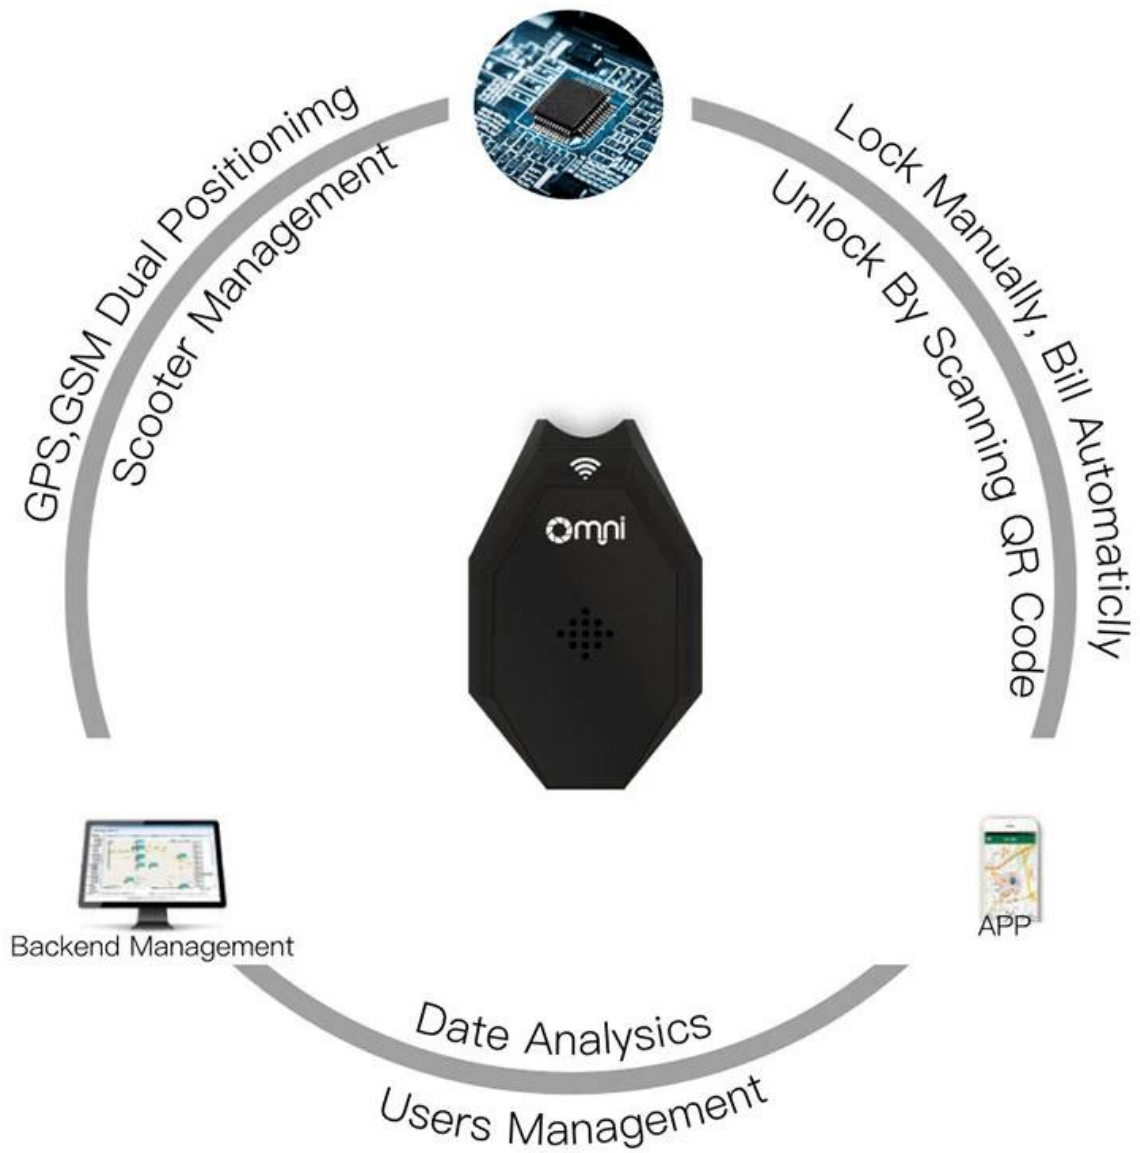 GPS,GSM Dual Positionimg
Scooter Management
Lock Manually, Bill Automaticlly
Unlock By Scanning QR Code
Omni
Backend Management
APP
Date Analysics
Users Management